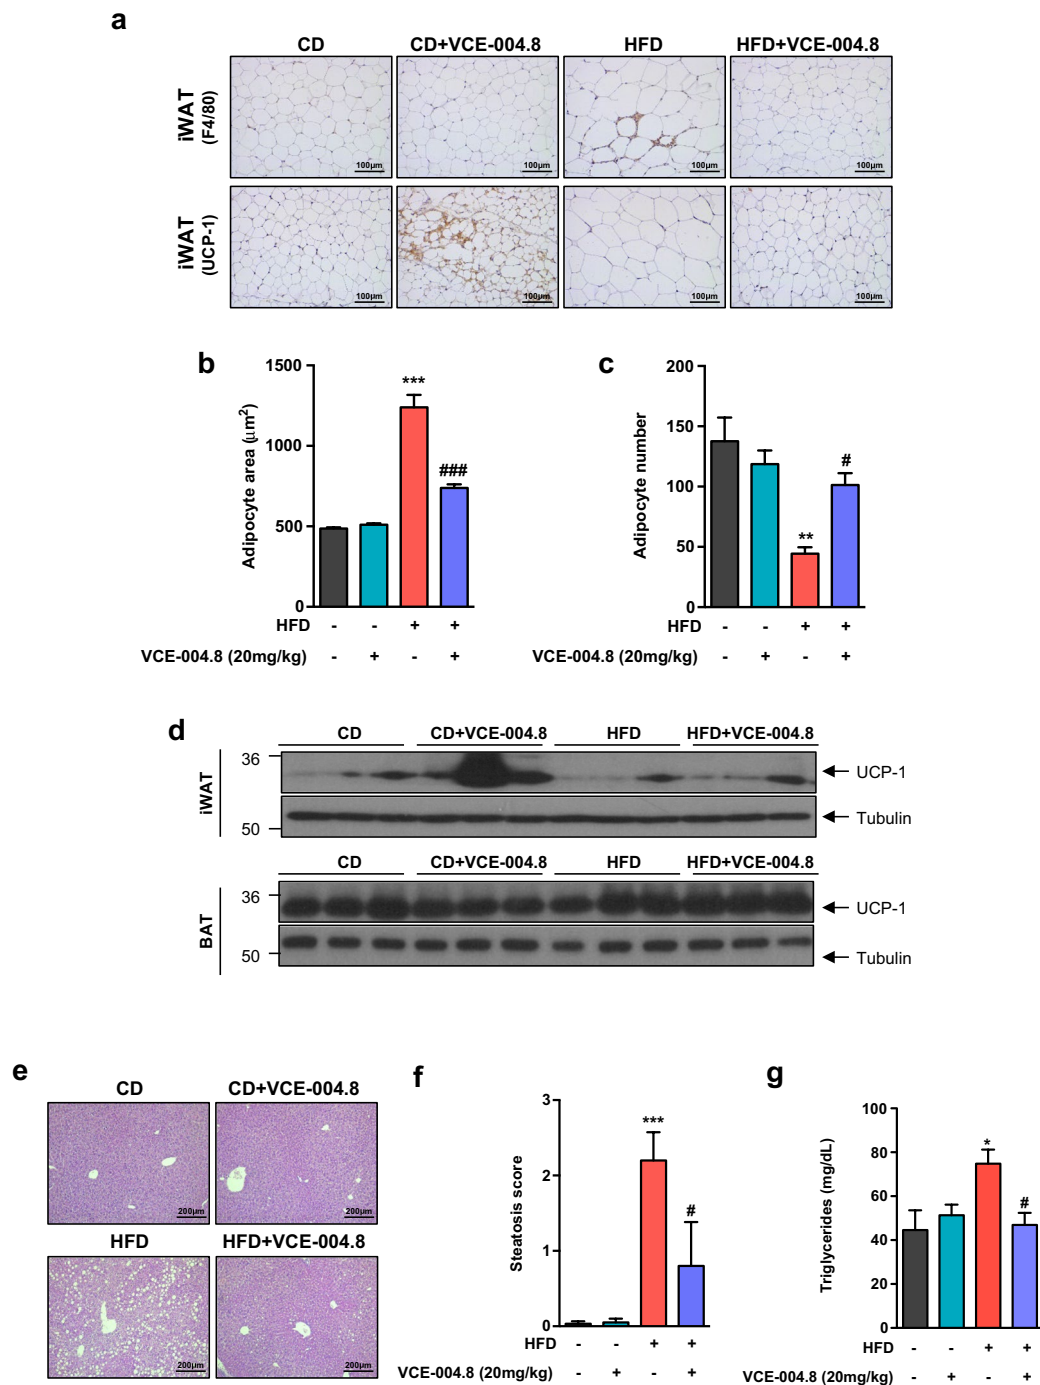 a
CD CD+VCE-004.8 HFD HFD+VCE-004.8
iWAT
(F4/80)
100µm 100µm 100µm 100µm
iWAT
(UCP-1)
100µm 100µm 100µm 100µm
b
Adipocyte area (µm²)
1500
1000
500
0
***
###
HFD - - + +
VCE-004.8 (20mg/kg) - + - +
c
Adipocyte number
200
150
100
50
0
**
#
HFD - - + +
VCE-004.8 (20mg/kg) - + - +
d
CD CD+VCE-004.8 HFD HFD+VCE-004.8
iWAT
36
UCP-1
50
Tubulin
CD CD+VCE-004.8 HFD HFD+VCE-004.8
BAT
36
UCP-1
50
Tubulin
e
CD CD+VCE-004.8
200µm 200µm
HFD HFD+VCE-004.8
200µm 200µm
f
Steatosis score
3
2
1
0
***
#
HFD - - + +
VCE-004.8 (20mg/kg) - + - +
g
Triglycerides (mg/dL)
100
80
60
40
20
0
*
#
HFD - - + +
VCE-004.8 (20mg/kg) - + - +